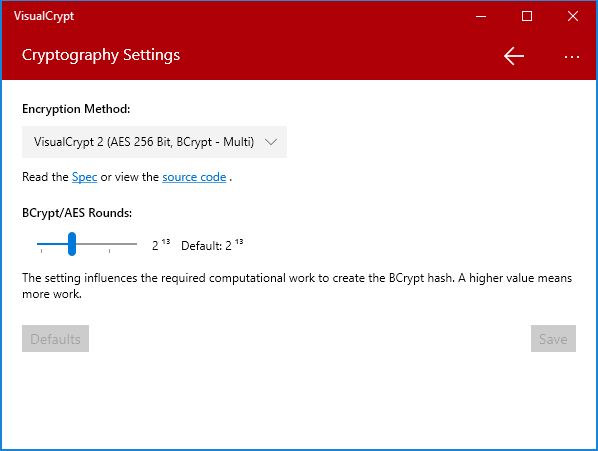 VisualCrypt
Cryptography Settings
Encryption Method:
VisualCrypt 2 (AES 256 Bit, BCrypt - Multi)
Read the Spec or view the source code .
BCrypt/AES Rounds:
2 ¹³ Default: 2 ¹³
The setting influences the required computational work to create the BCrypt hash. A higher value means
more work.
Defaults Save